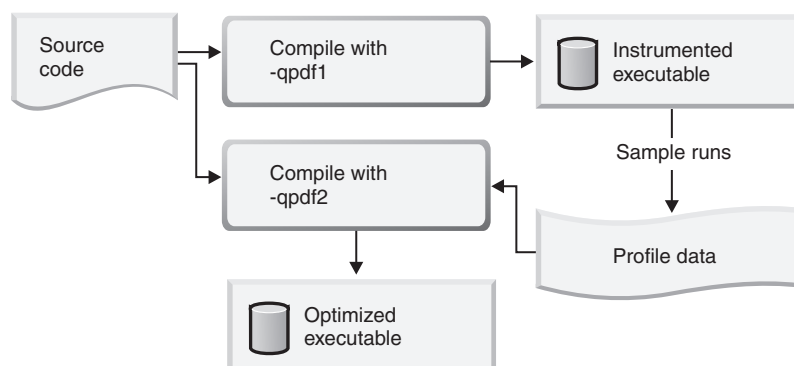 Source
code
Compile with
-qpdf1
Instrumented
executable
Sample runs
Compile with
-qpdf2
Profile data
Optimized
executable